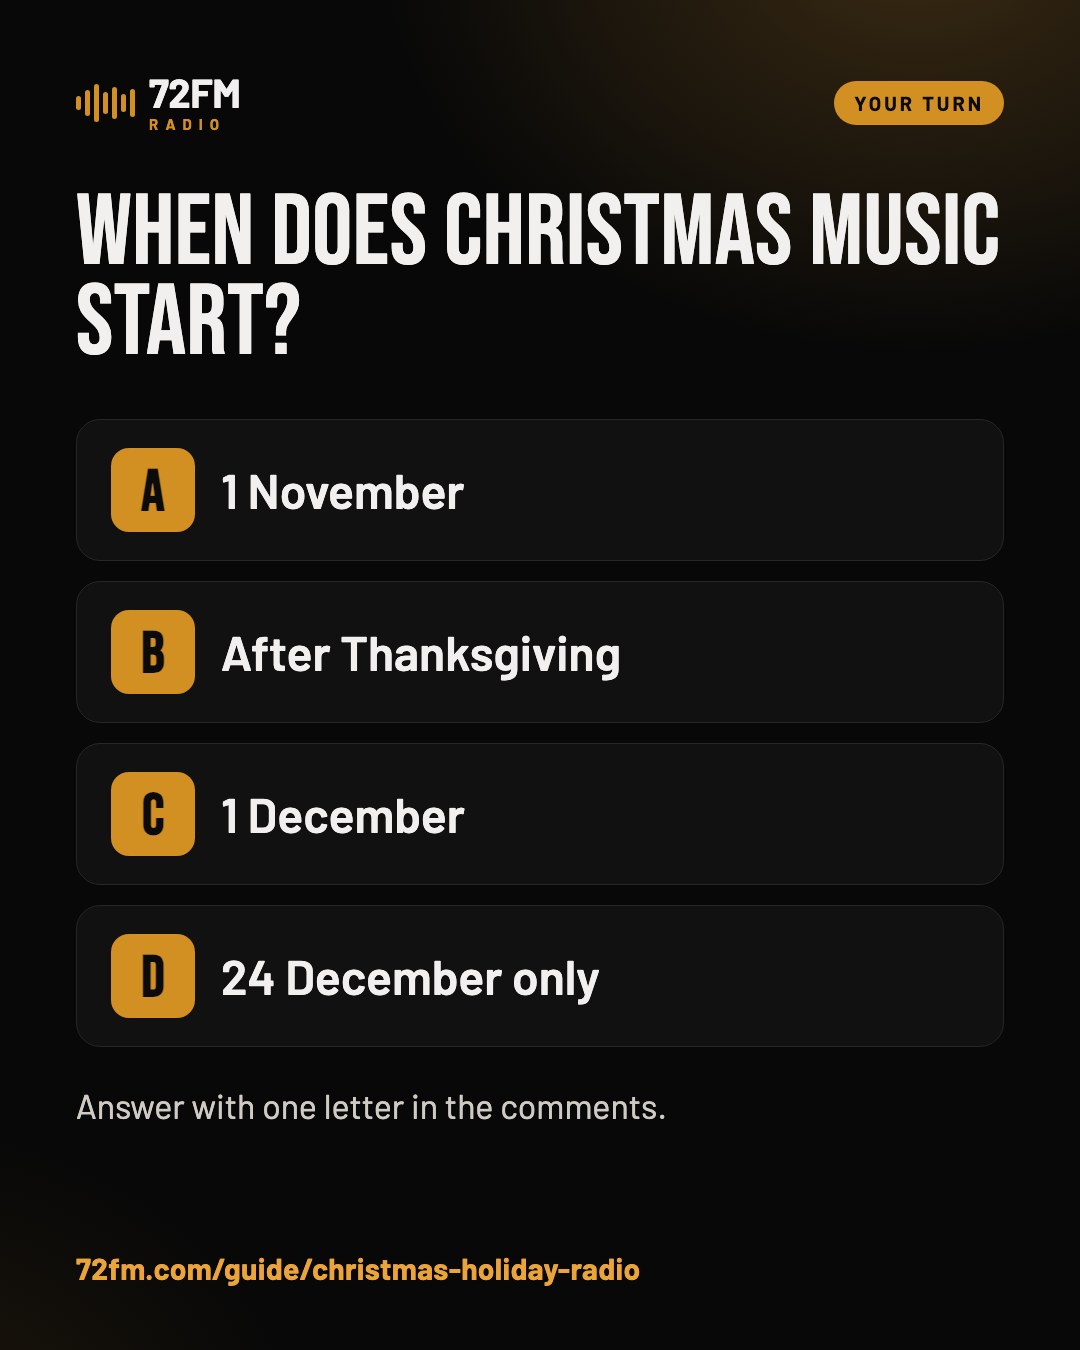 72FM
RADIO
YOUR TURN
WHEN DOES CHRISTMAS MUSIC
START?
A
1 November
B
After Thanksgiving
C
1 December
D
24 December only
Answer with one letter in the comments.
72fm.com/guide/christmas-holiday-radio